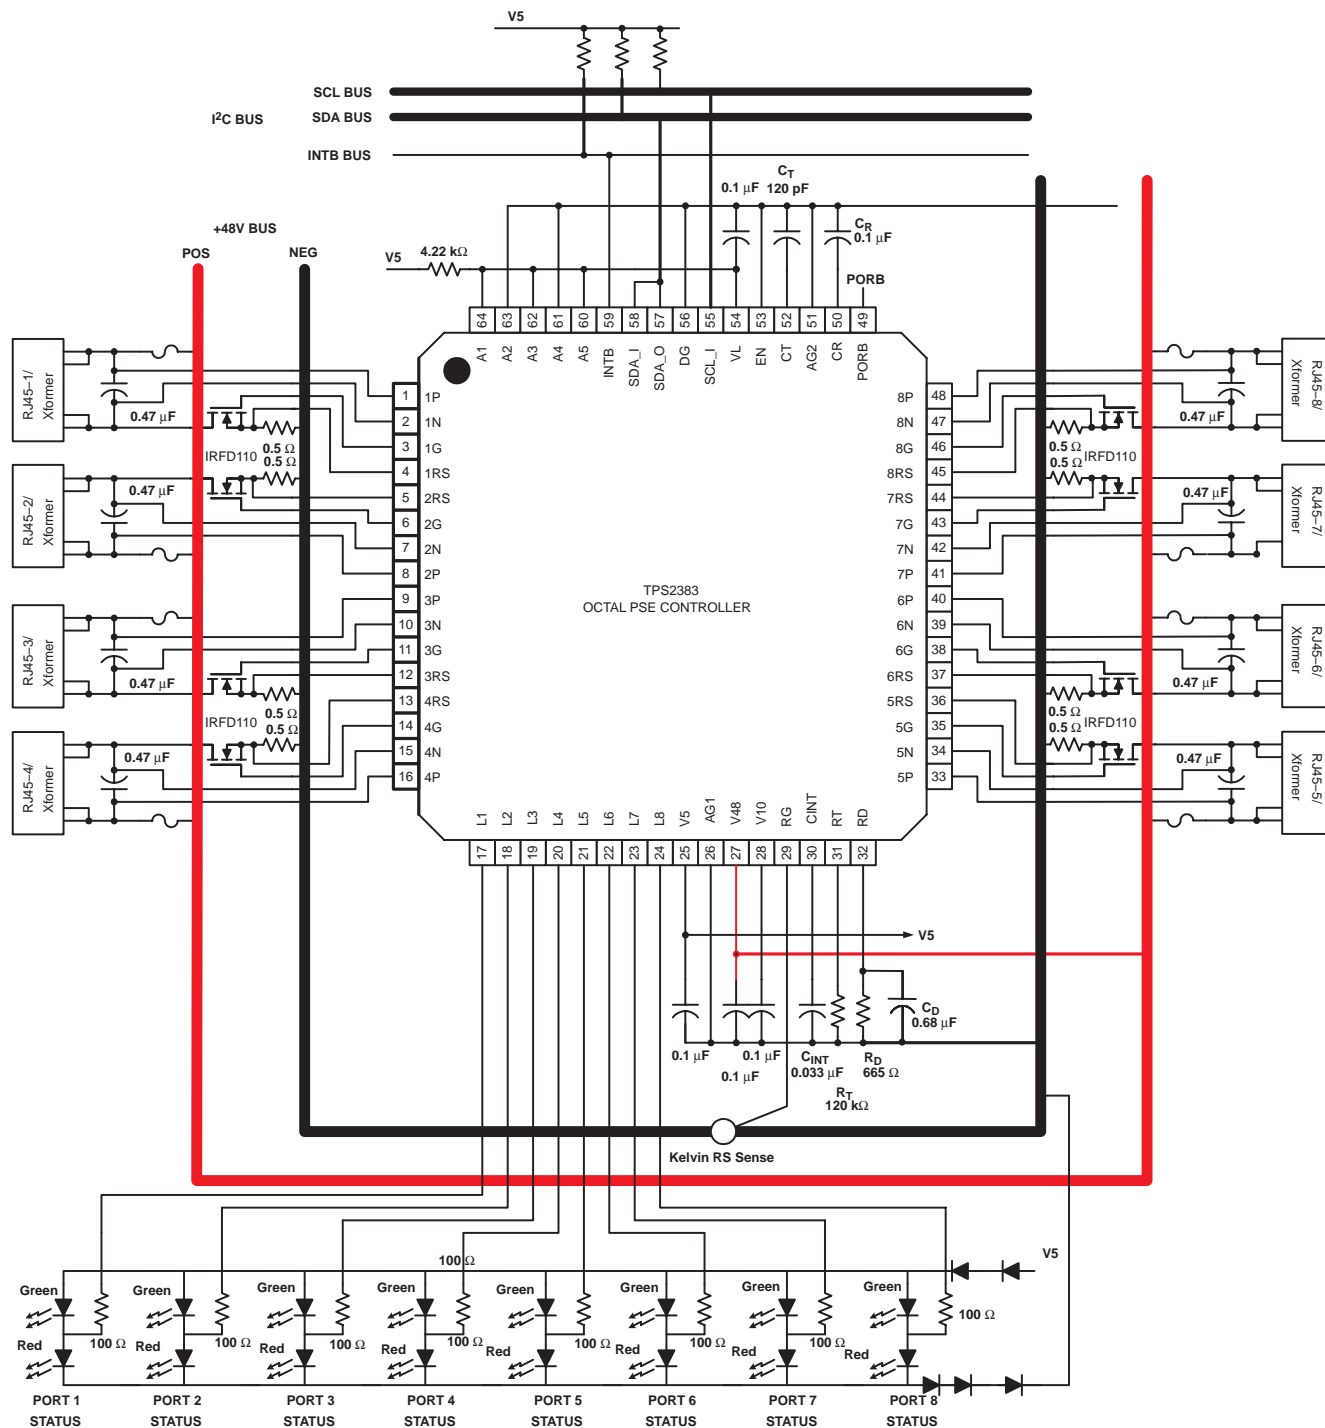 V5
SCL BUS
I²C BUS
SDA BUS
INTB BUS
C_T
0.1 µF
120 pF
C_R
0.1 µF
+48V BUS
POS
NEG
V5
4.22 kΩ
PORB
64 63 62 61 60 59 58 57 56 55 54 53 52 51 50 49
A1 A2 A3 A4 A5 INTB SDA_I SDA_O DG SCL_I VL EN CT AG2 CR PORB
RJ45–1/
Xformer
0.47 µF
0.5 Ω
IRFD110
0.5 Ω
RJ45–2/
Xformer
0.47 µF
RJ45–3/
Xformer
0.47 µF
0.5 Ω
IRFD110
0.5 Ω
RJ45–4/
Xformer
0.47 µF
1 1P
2 1N
3 1G
4 1RS
5 2RS
6 2G
7 2N
8 2P
9 3P
10 3N
11 3G
12 3RS
13 4RS
14 4G
15 4N
16 4P
TPS2383
OCTAL PSE CONTROLLER
8P 48
8N 47
8G 46
8RS 45
7RS 44
7G 43
7N 42
7P 41
6P 40
6N 39
6G 38
6RS 37
5RS 36
5G 35
5N 34
5P 33
RJ45–8/
Xformer
0.47 µF
0.5 Ω
IRFD110
0.5 Ω
RJ45–7/
Xformer
0.47 µF
RJ45–6/
Xformer
0.47 µF
0.5 Ω
IRFD110
0.5 Ω
RJ45–5/
Xformer
0.47 µF
L1 L2 L3 L4 L5 L6 L7 L8 V5 AG1 V48 V10 RG CINT RT RD
17 18 19 20 21 22 23 24 25 26 27 28 29 30 31 32
V5
C_D
0.68 µF
0.1 µF
0.1 µF
0.1 µF
C_INT
0.033 µF
R_D
665 Ω
R_T
120 kΩ
Kelvin RS Sense
100 Ω
V5
Green Green Green Green Green Green Green Green
100 Ω
100 Ω 100 Ω 100 Ω 100 Ω 100 Ω 100 Ω 100 Ω
Red Red Red Red Red Red Red Red
PORT 1 PORT 2 PORT 3 PORT 4 PORT 5 PORT 6 PORT 7 PORT 8
STATUS STATUS STATUS STATUS STATUS STATUS STATUS STATUS